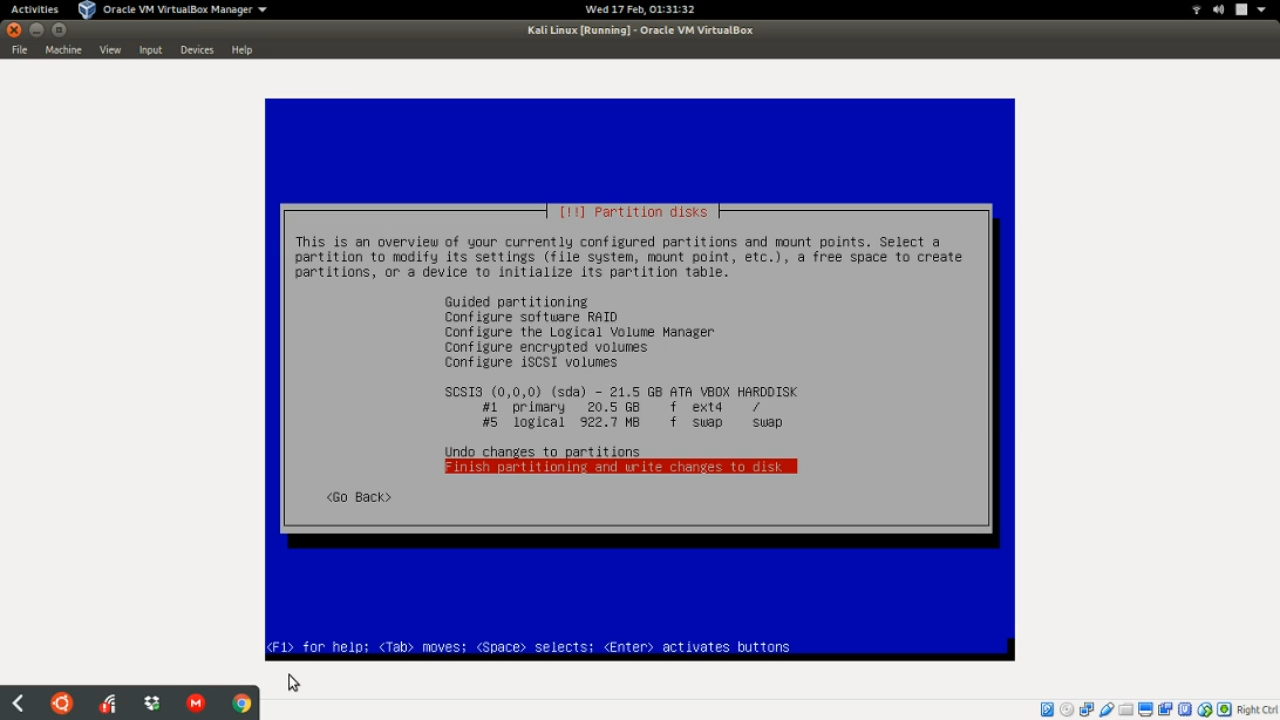 Activities Oracle VM VirtualBox Manager Wed 17 Feb, 01:31:32
Kali Linux [Running] - Oracle VM VirtualBox
File Machine View Input Devices Help
[!!] Partition disks
This is an overview of your currently configured partitions and mount points. Select a
partition to modify its settings (file system, mount point, etc.), a free space to create
partitions, or a device to initialize its partition table.
Guided partitioning
Configure software RAID
Configure the Logical Volume Manager
Configure encrypted volumes
Configure iSCSI volumes
SCSI3 (0,0,0) (sda) - 21.5 GB ATA VBOX HARDDISK
#1 primary 20.5 GB f ext4 /
#5 logical 922.7 MB f swap swap
Undo changes to partitions
Finish partitioning and write changes to disk
<Go Back>
<F1> for help; <Tab> moves; <Space> selects; <Enter> activates buttons
Right Ctrl